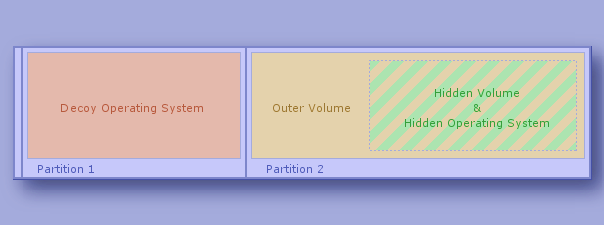 Decoy Operating System
Outer Volume
Hidden Volume
&
Hidden Operating System
Partition 1
Partition 2